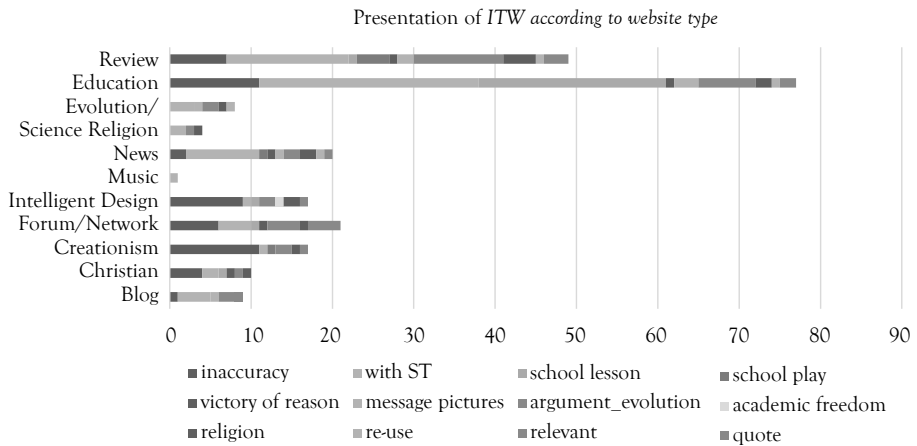 Presentation of ITW according to website type
Review
Education
Evolution/
Science Religion
News
Music
Intelligent Design
Forum/Network
Creationism
Christian
Blog
0 10 20 30 40 50 60 70 80 90
inaccuracy with ST school lesson school play
victory of reason message pictures argument_evolution academic freedom
religion re-use relevant quote